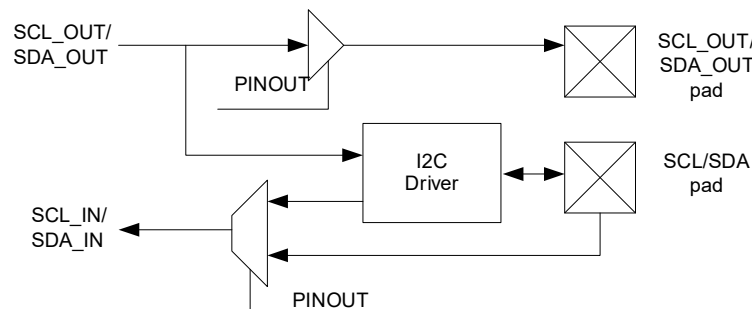 SCL_OUT/
SDA_OUT
PINOUT
SCL_OUT/
SDA_OUT
pad
I2C
Driver
SCL/SDA
pad
SCL_IN/
SDA_IN
PINOUT